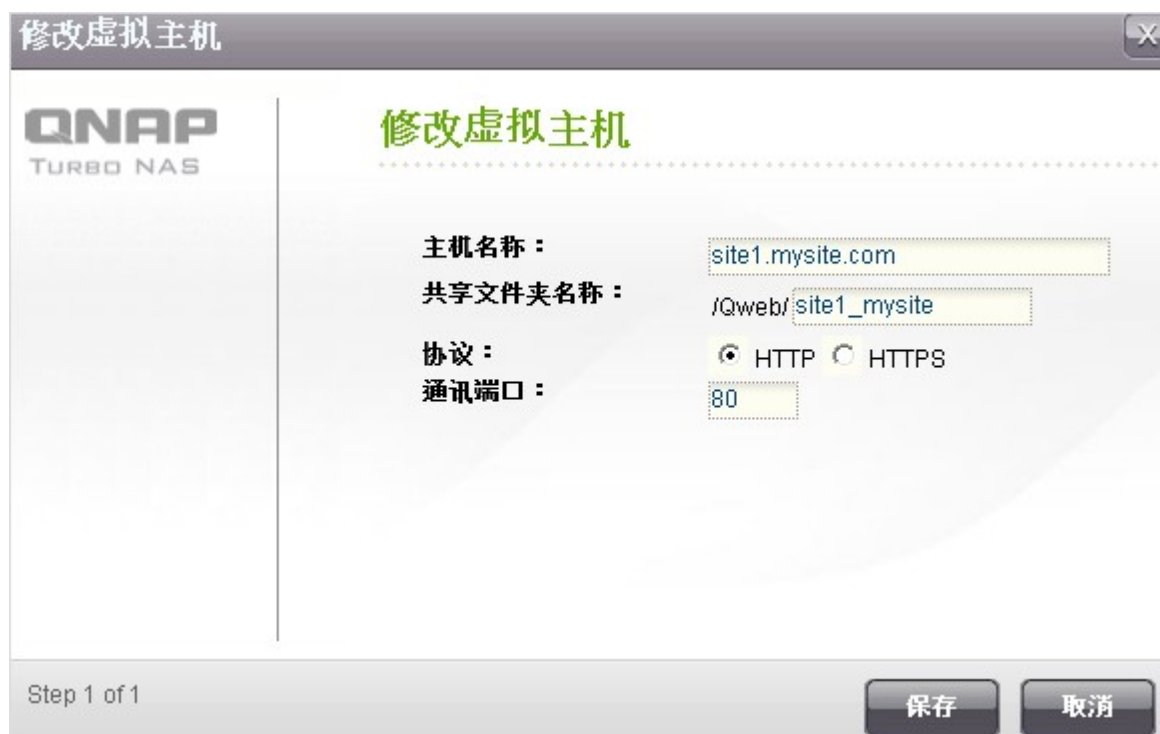 修改虚拟主机
X
QNAP
TURBO NAS
修改虚拟主机
主机名称：
site1.mysite.com
共享文件夹名称：
/Qweb/ site1_mysite
协议：
HTTP HTTPS
通讯端口：
80
Step 1 of 1
保存
取消